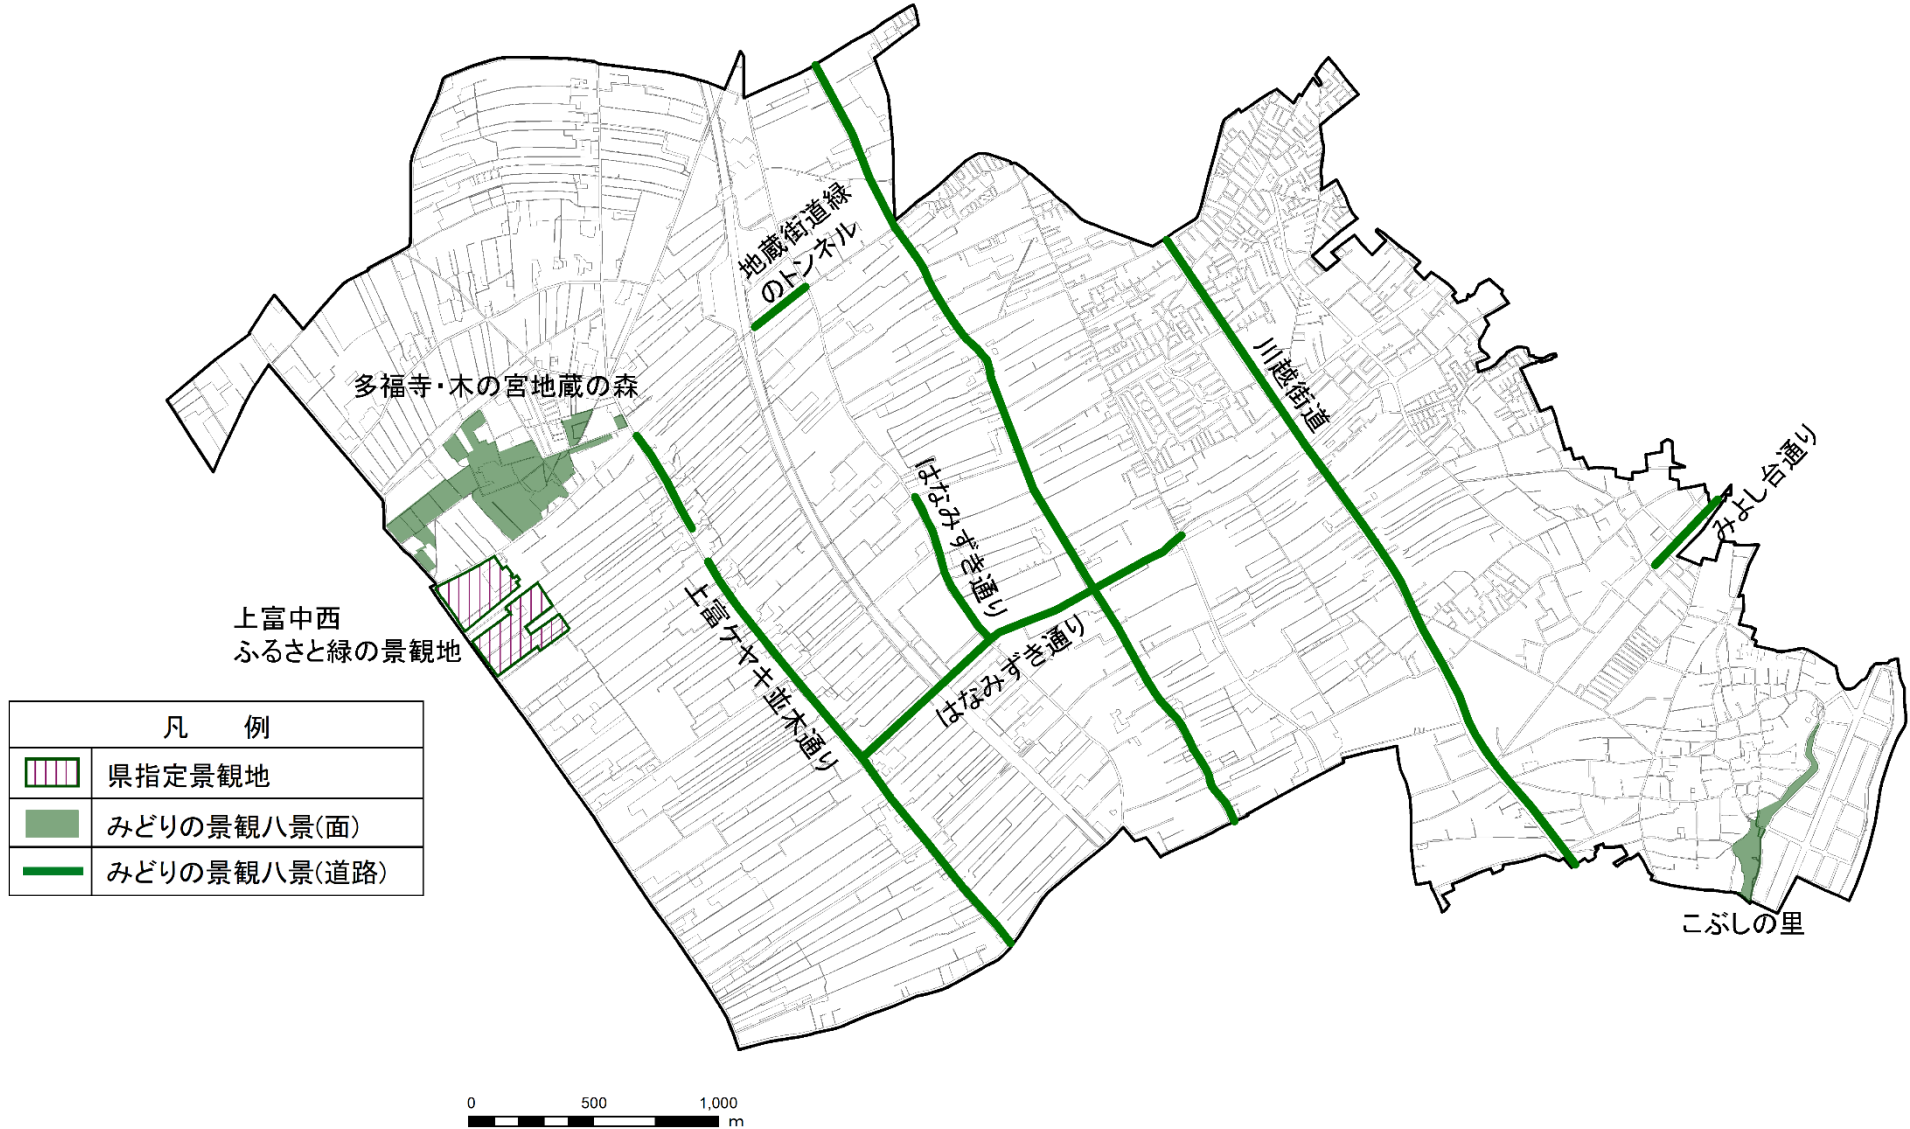 地蔵街道緑
のトンネル
多福寺・木の宮地蔵の森
川越街道
みよし台通り
はなみずき通り
上富ケヤキ並木通り
はなみずき通り
上富中西
ふるさと緑の景観地
凡 例
県指定景観地
みどりの景観八景(面)
みどりの景観八景(道路)
こぶしの里
0 500 1,000
m